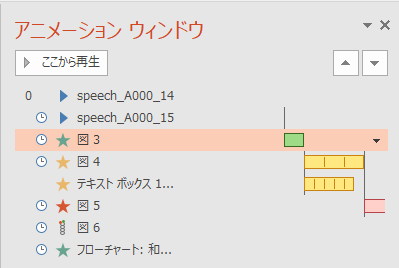 アニメーション ウィンドウ
ここから再生
0 speech_A000_14
speech_A000_15
図 3
図 4
テキスト ボックス 1...
図 5
図 6
フローチャート: 和...